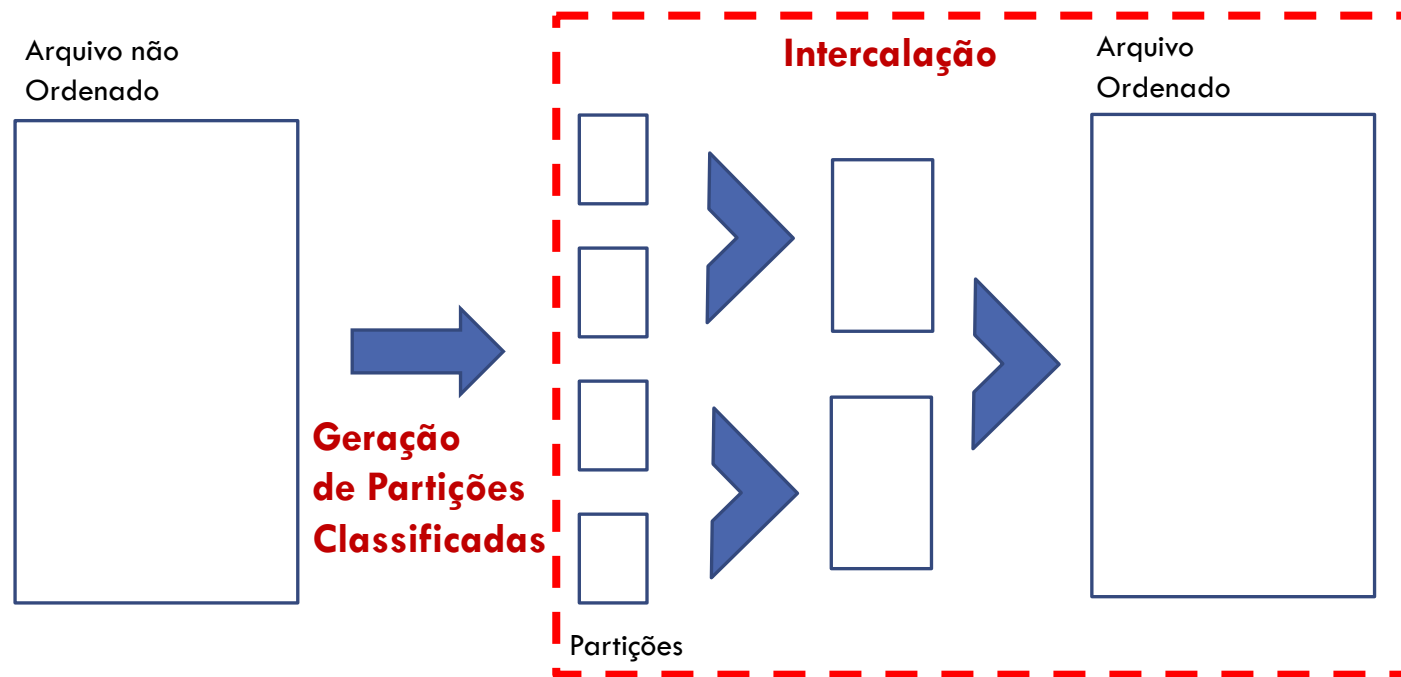 Arquivo não
Ordenado
Geração
de Partições
Classificadas
Intercalação
Partições
Arquivo
Ordenado